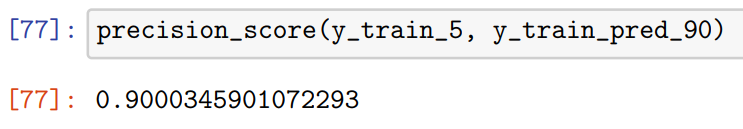 [77]: precision_score(y_train_5, y_train_pred_90)
[77]: 0.9000345901072293